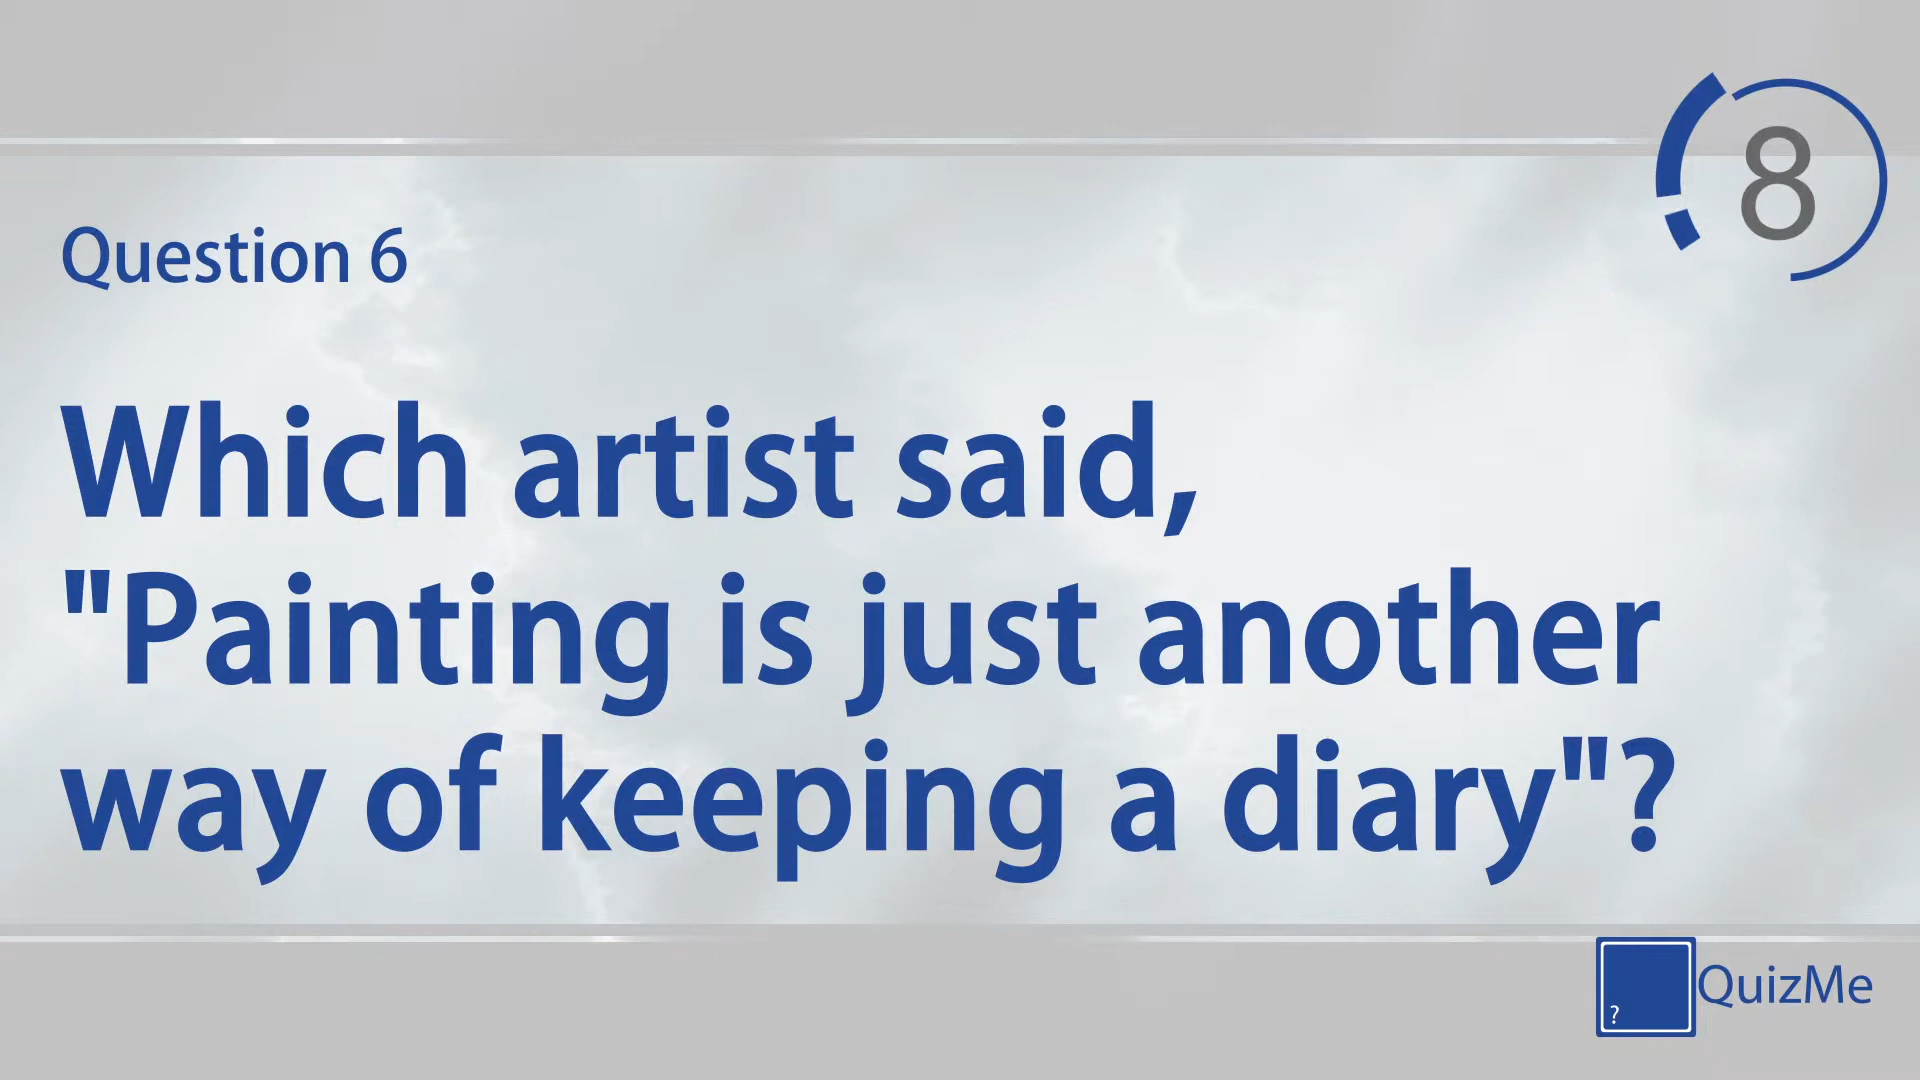 8
Question 6
Which artist said,
"Painting is just another
way of keeping a diary"?
?
QuizMe